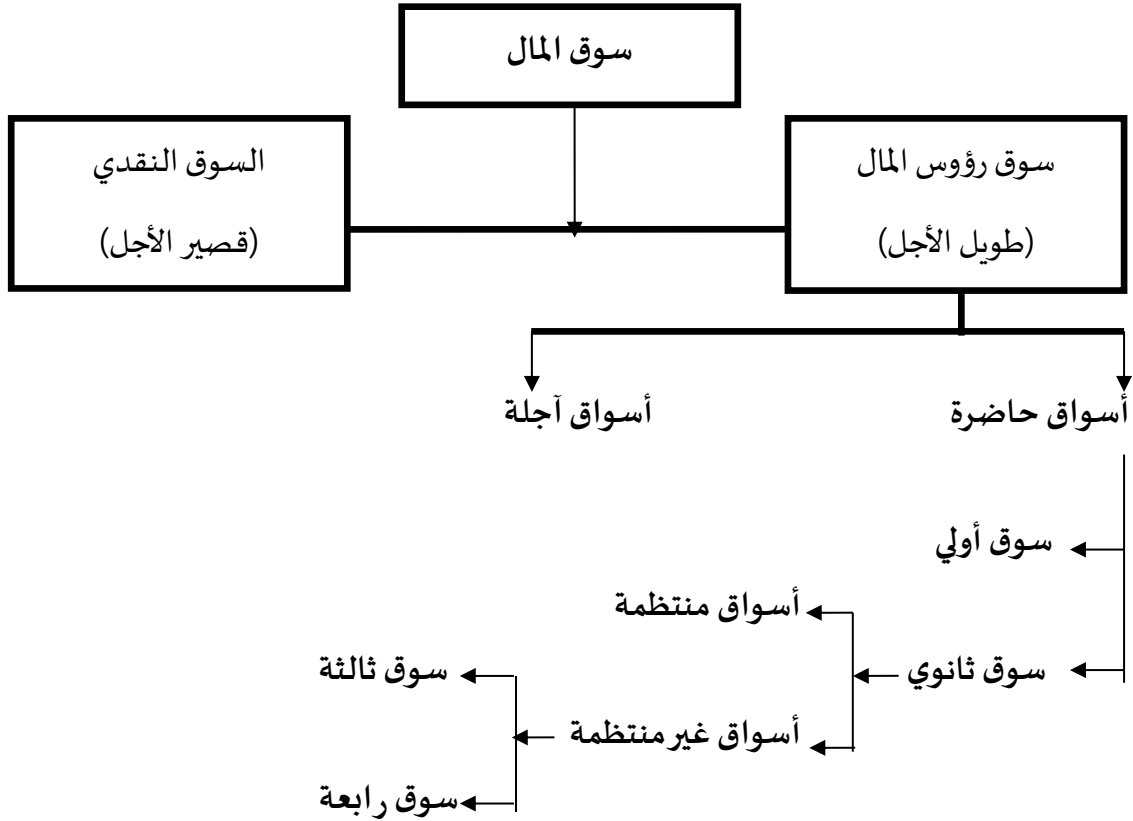 سوق المال
سوق رؤوس المال
(طويل الأجل)
السوق النقدي
(قصير الأجل)
أسواق حاضرة
أسواق آجلة
سوق أولي
أسواق منتظمة
سوق ثانوي
سوق ثالثة
أسواق غير منتظمة
سوق رابعة